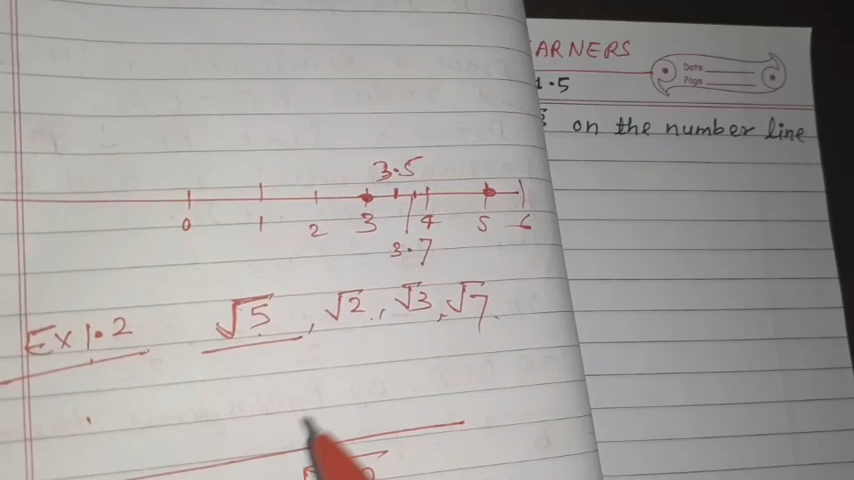 ARNERS
Date
Page
1.5
on the number line
3.5
0 1 2 3 4 5 6
3.7
Ex 1.2 √5, √2, √3, √7.